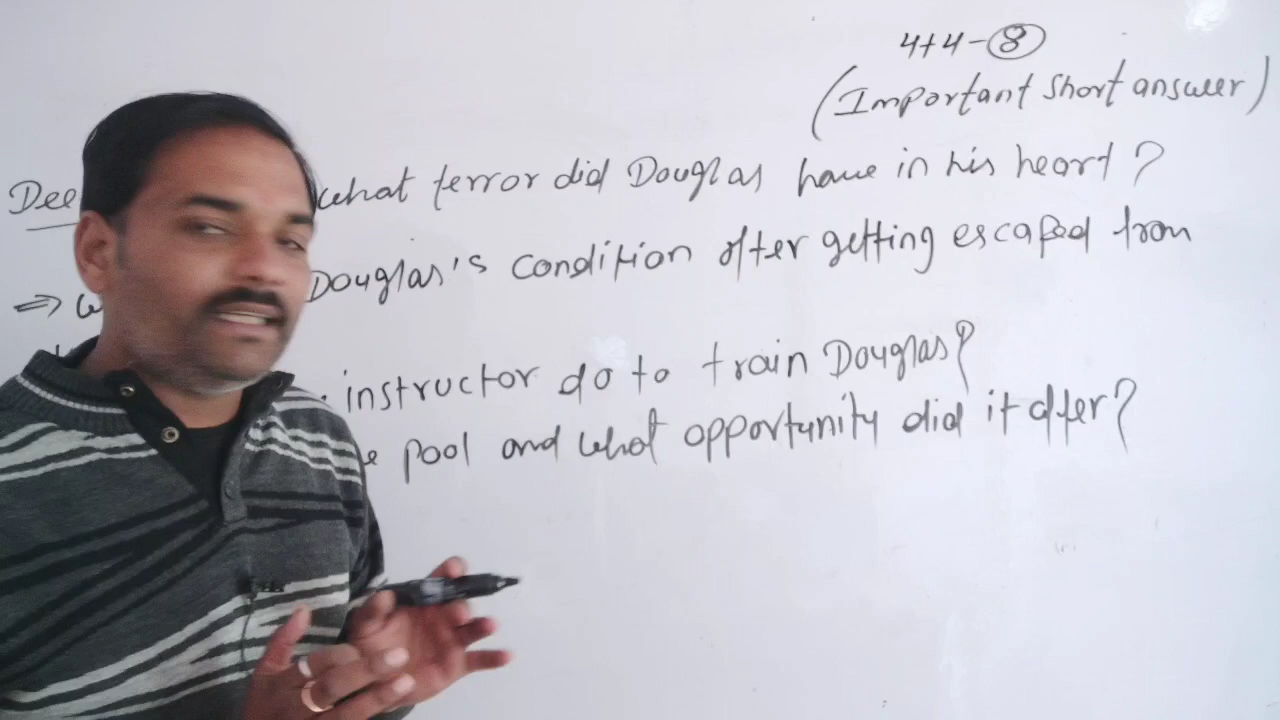 4+4-8
(Important short answer)
Dee what terror did Douglas have in his heart?
⇒ w Douglas's condition after getting escaped from
instructor do to train Douglas?
e pool and what opportunity did it offer?